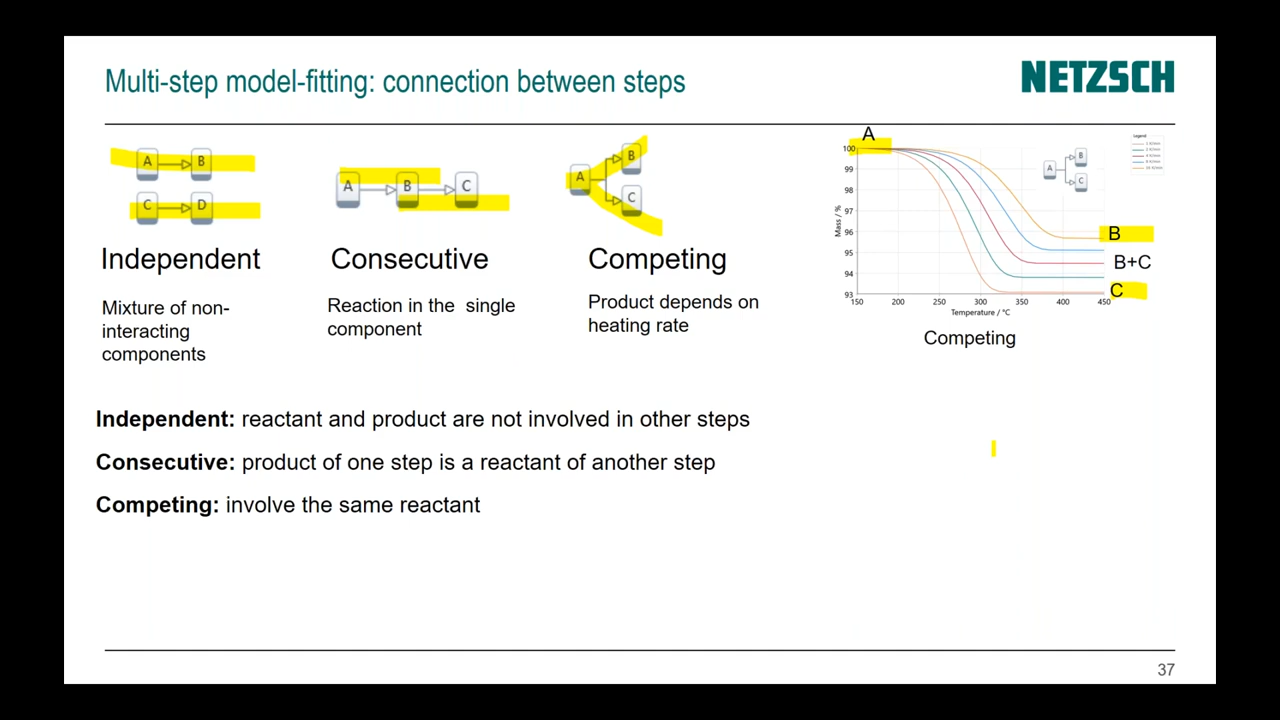 Multi-step model-fitting: connection between steps
NETZSCH
A
B
C
D
Independent
Mixture of non-
interacting
components
A
B
C
Consecutive
Reaction in the single
component
A
B
C
Competing
Product depends on
heating rate
A
Legend
100
99
98
97
96
95
94
93
Mass / %
A
B
C
B
B+C
C
150
200
250
300
350
400
450
Temperature / °C
Competing
Independent: reactant and product are not involved in other steps
Consecutive: product of one step is a reactant of another step
Competing: involve the same reactant
37